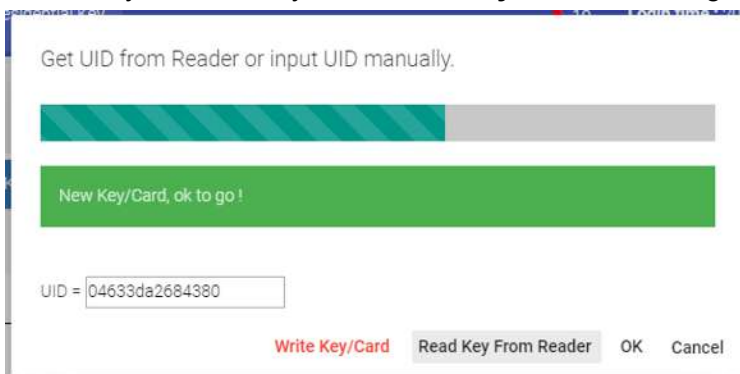 Get UID from Reader or input UID manually.
New Key/Card, ok to go !
UID = 04633da2684380
Write Key/Card Read Key From Reader OK Cancel